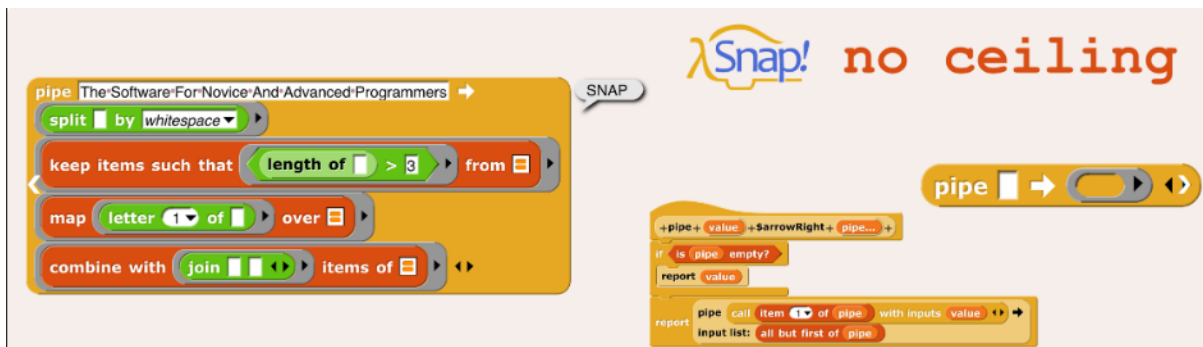 λSnap! no ceiling
pipe The Software For Novice And Advanced Programmers
SNAP
split by whitespace
keep items such that length of > 3 from
map letter 1 of over
combine with join items of
pipe
+pipe+ value +$arrowRight+ pipe... +
if is pipe empty?
report value
report pipe call item 1 of pipe with inputs value
input list: all but first of pipe